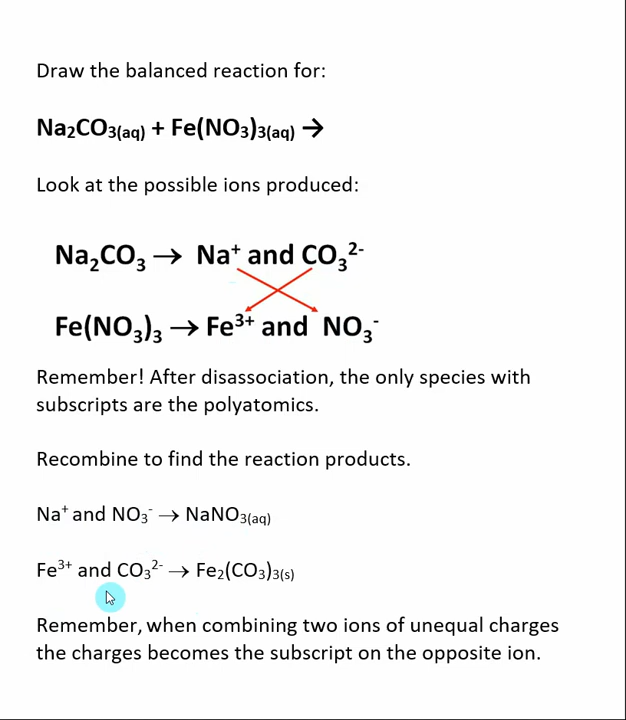 Draw the balanced reaction for:
Na₂CO₃(aq) + Fe(NO₃)₃(aq) →
Look at the possible ions produced:
Na₂CO₃ → Na⁺ and CO₃²⁻
Fe(NO₃)₃ → Fe³⁺ and NO₃⁻
Remember! After disassociation, the only species with
subscripts are the polyatomics.
Recombine to find the reaction products.
Na⁺ and NO₃⁻ → NaNO₃(aq)
Fe³⁺ and CO₃²⁻ → Fe₂(CO₃)₃(s)
Remember, when combining two ions of unequal charges
the charges becomes the subscript on the opposite ion.